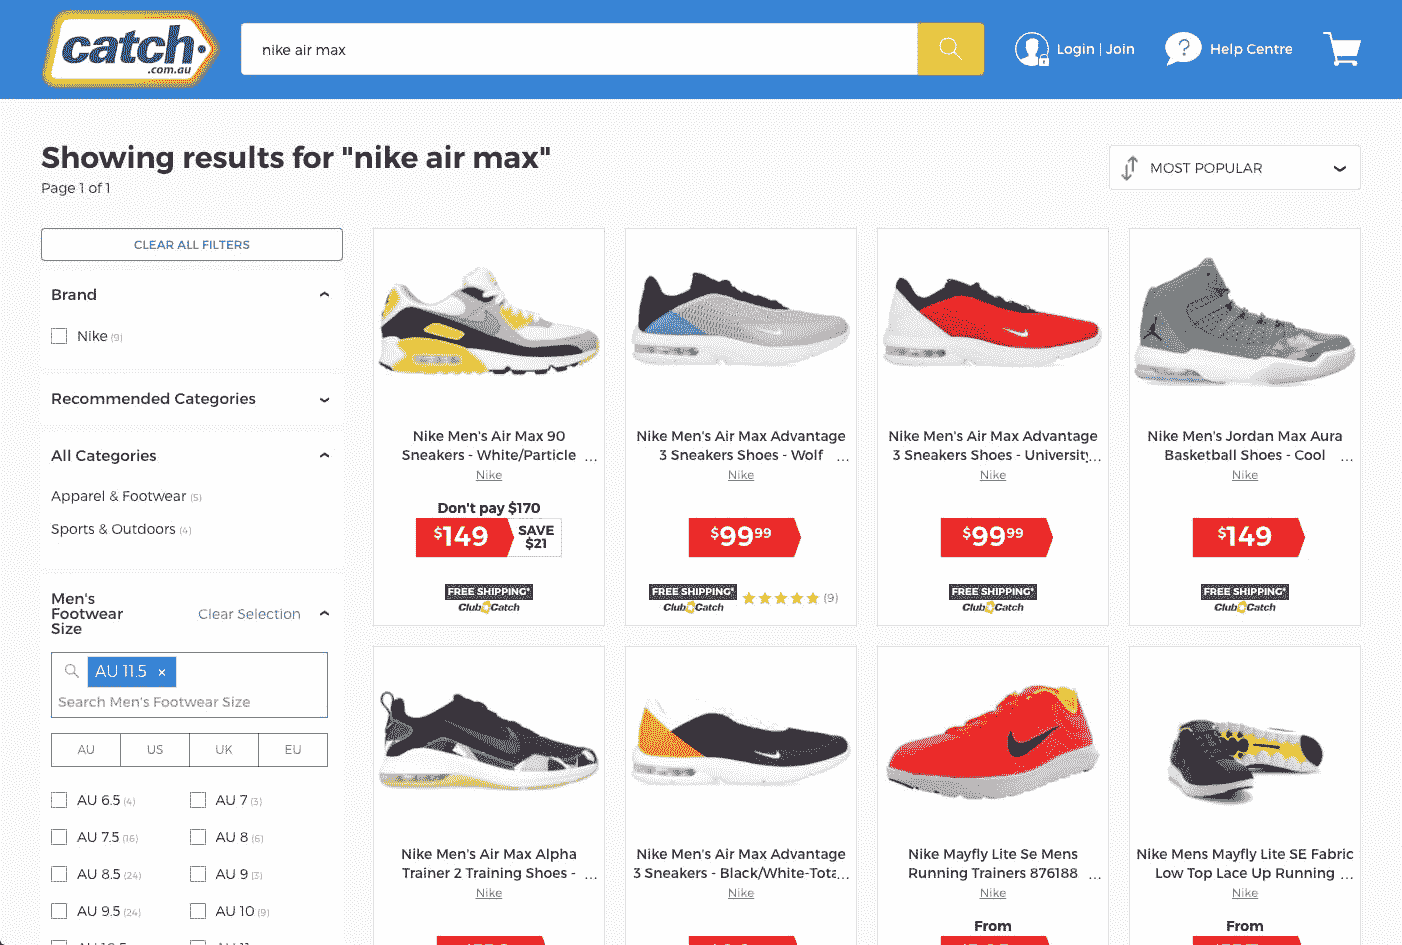 catch.com.au
nike air max
Login | Join
Help Centre
Showing results for "nike air max"
Page 1 of 1
MOST POPULAR
CLEAR ALL FILTERS
Brand
Nike (9)
Recommended Categories
All Categories
Apparel & Footwear (5)
Sports & Outdoors (4)
Men's
Footwear
Size
Clear Selection
AU 11.5 ×
Search Men's Footwear Size
AU US UK EU
AU 6.5 (4) AU 7 (3)
AU 7.5 (16) AU 8 (6)
AU 8.5 (24) AU 9 (3)
AU 9.5 (24) AU 10 (9)
Nike Men's Air Max 90
Sneakers - White/Particle ...
Nike
Don't pay $170
$149
SAVE
$21
FREE SHIPPING*
Club Catch
Nike Men's Air Max Advantage
3 Sneakers Shoes - Wolf ...
Nike
$99.99
FREE SHIPPING*
Club Catch
(9)
Nike Men's Air Max Advantage
3 Sneakers Shoes - University...
Nike
$99.99
FREE SHIPPING*
Club Catch
Nike Men's Jordan Max Aura
Basketball Shoes - Cool ...
Nike
$149
FREE SHIPPING*
Club Catch
Nike Men's Air Max Alpha
Trainer 2 Training Shoes - ...
Nike
Nike Men's Air Max Advantage
3 Sneakers - Black/White-Tota...
Nike
Nike Mayfly Lite Se Mens
Running Trainers 876188 ...
Nike
From
Nike Mens Mayfly Lite SE Fabric
Low Top Lace Up Running ...
Nike
From